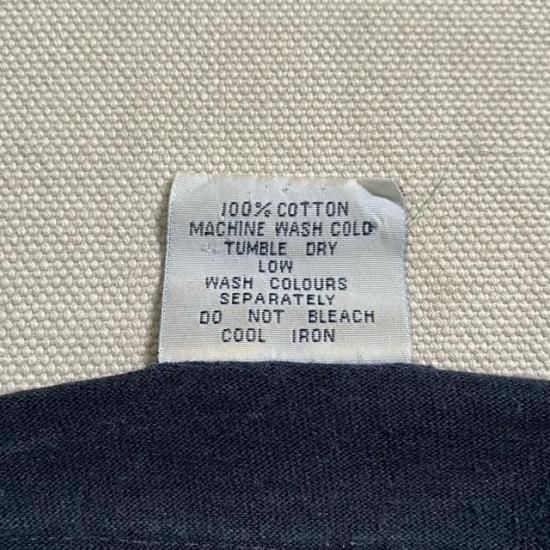 100% COTTON
MACHINE WASH COLD
TUMBLE DRY
LOW
WASH COLOURS
SEPARATELY
DO NOT BLEACH
COOL IRON